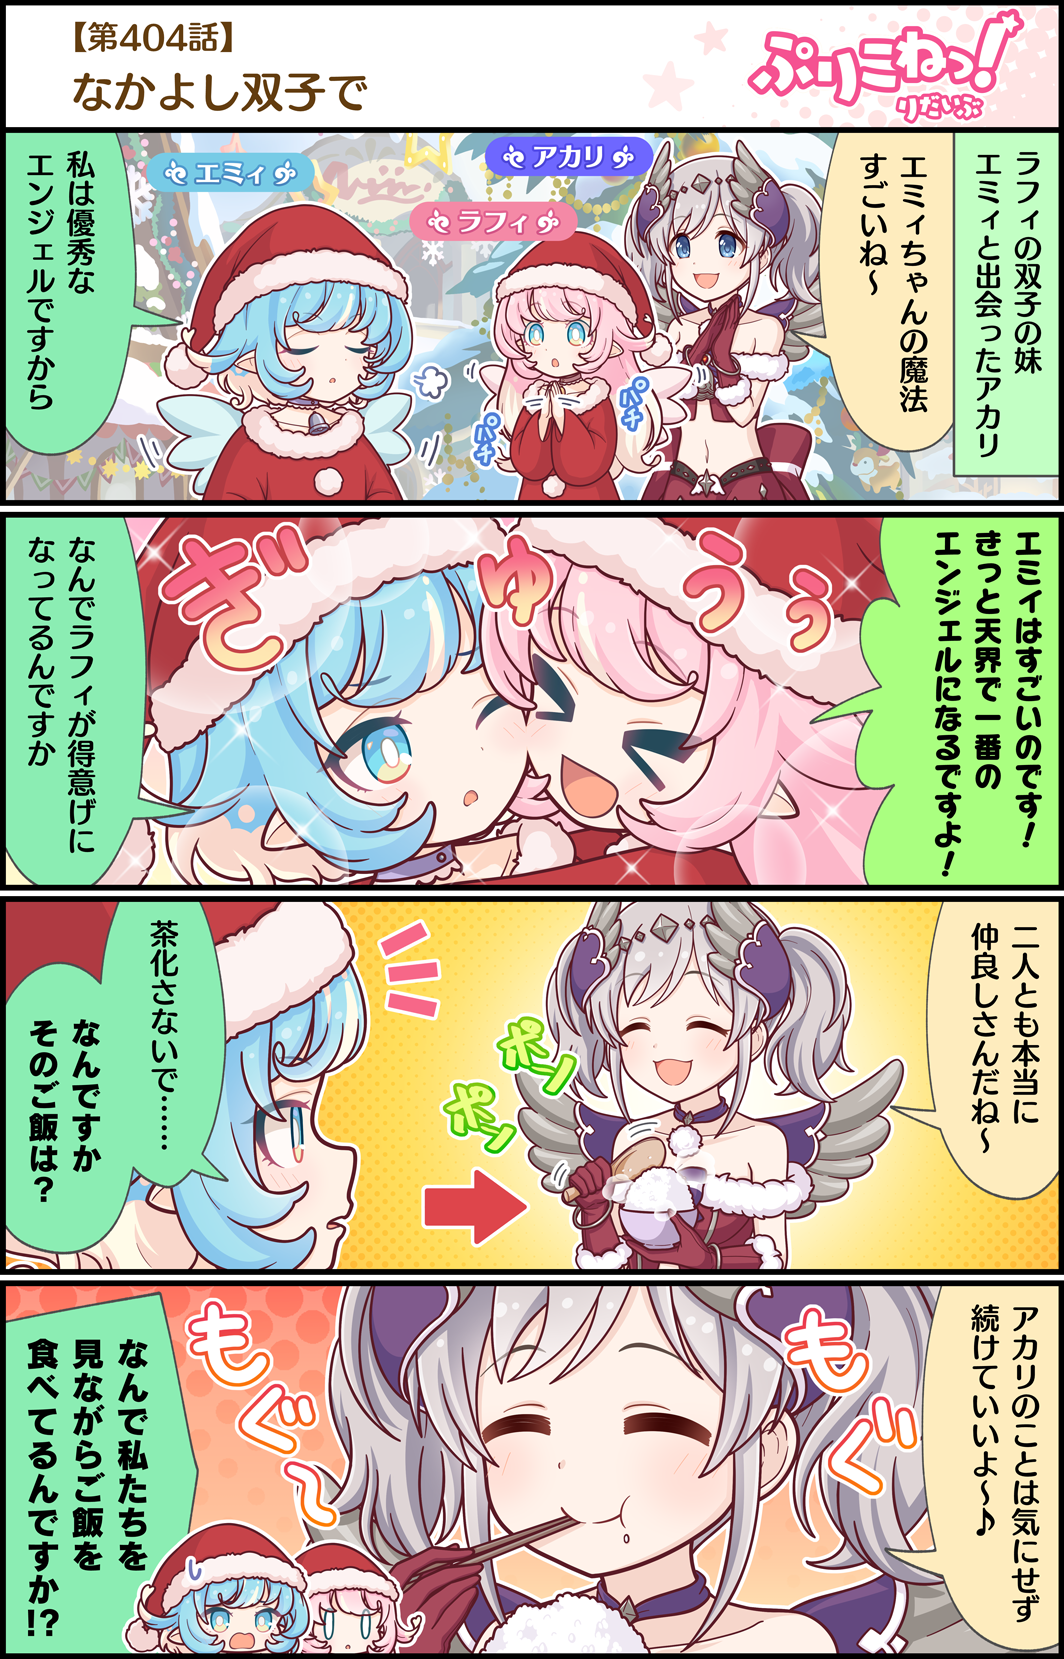 【第404話】
なかよし双子で
ぷりこねっ!
りだいぶ
ラフィの双子の妹
エミィと出会ったアカリ
エミィちゃんの魔法
すごいね～
アカリ
ラフィ
エミィ
パチ
パチ
私は優秀な
エンジェルですから
エミィはすごいのです!
きっと天界で一番の
エンジェルになるですよ!
ぎゅうぅ
なんでラフィが得意げに
なってるんですか
二人とも本当に
仲良しさんだね～
ポン
ポン
茶化さないで……
なんですか
そのご飯は?
アカリのことは気にせず
続けていいよ～♪
もぐ
もぐ～
なんで私たちを
見ながらご飯を
食べてるんですか!?